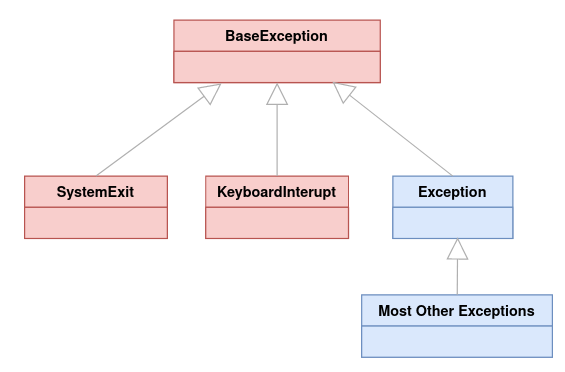 BaseException
SystemExit
KeyboardInterupt
Exception
Most Other Exceptions